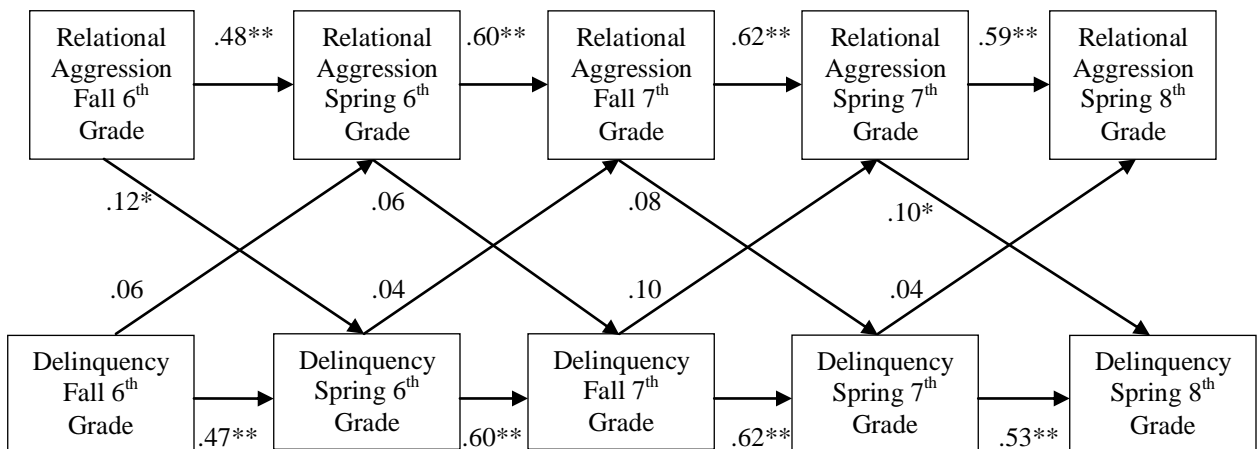 Relational
Aggression
Fall 6th
Grade
.48**
Relational
Aggression
Spring 6th
Grade
.60**
Relational
Aggression
Fall 7th
Grade
.62**
Relational
Aggression
Spring 7th
Grade
.59**
Relational
Aggression
Spring 8th
Grade
.12*
.06
.08
.10*
.06
.04
.10
.04
Delinquency
Fall 6th
Grade
.47**
Delinquency
Spring 6th
Grade
.60**
Delinquency
Fall 7th
Grade
.62**
Delinquency
Spring 7th
Grade
.53**
Delinquency
Spring 8th
Grade